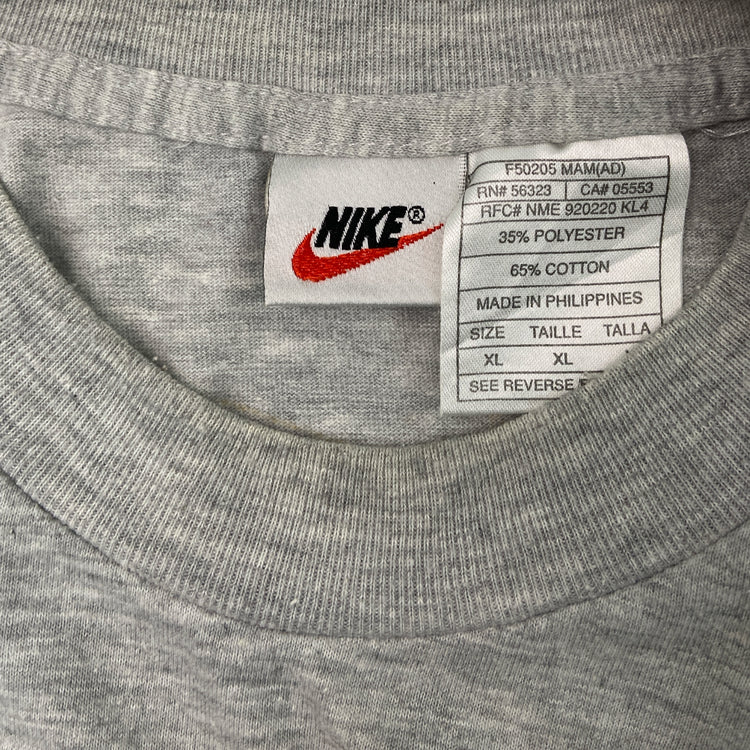 NIKE®
F50205 MAM(AD)
RN# 56323 CA# 05553
RFC# NME 920220 KL4
35% POLYESTER
65% COTTON
MADE IN PHILIPPINES
SIZE TAILLE TALLA
XL XL
SEE REVERSE